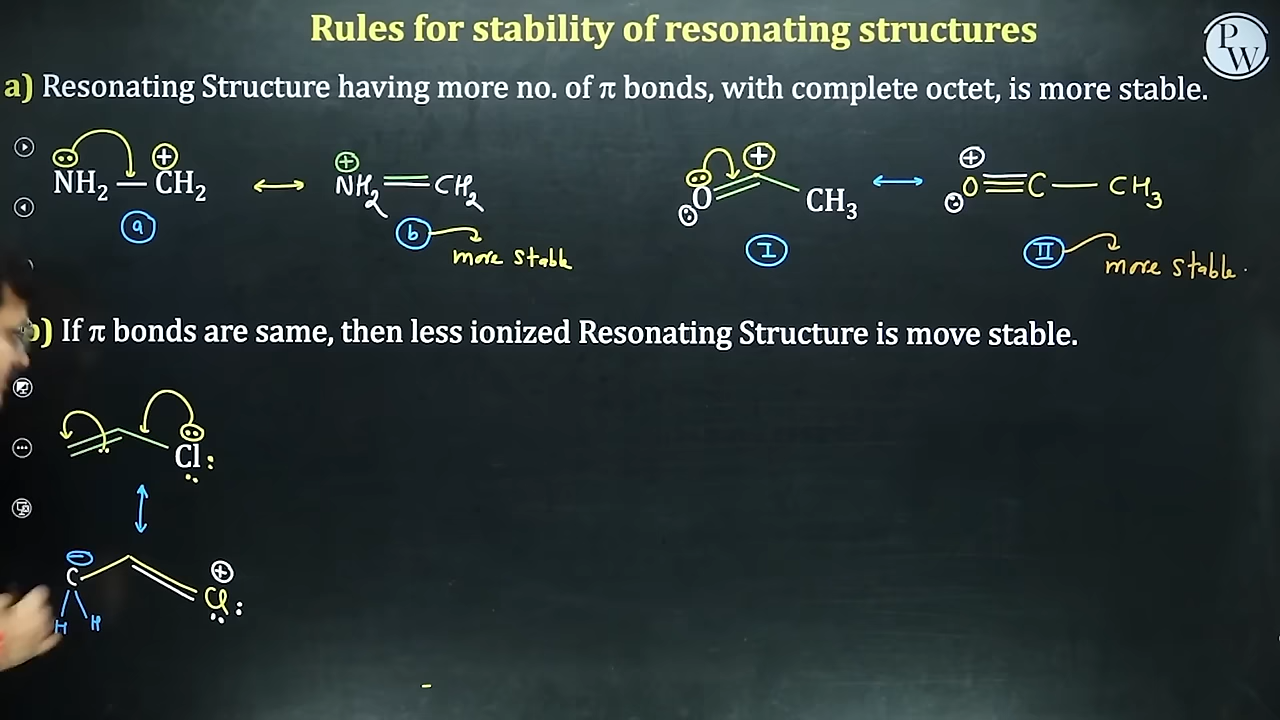 Rules for stability of resonating structures
PW
a) Resonating Structure having more no. of π bonds, with complete octet, is more stable.
NH₂ — CH₂ ⊕ ↔ ⊕ NH₂ = CH₂
O ⊕ CH₃ ↔ ⊕ O ≡ C — CH₃
a b I II
more stable
more stable.
b) If π bonds are same, then less ionized Resonating Structure is move stable.
Cl
⊖ ⊕
C Cl
H H